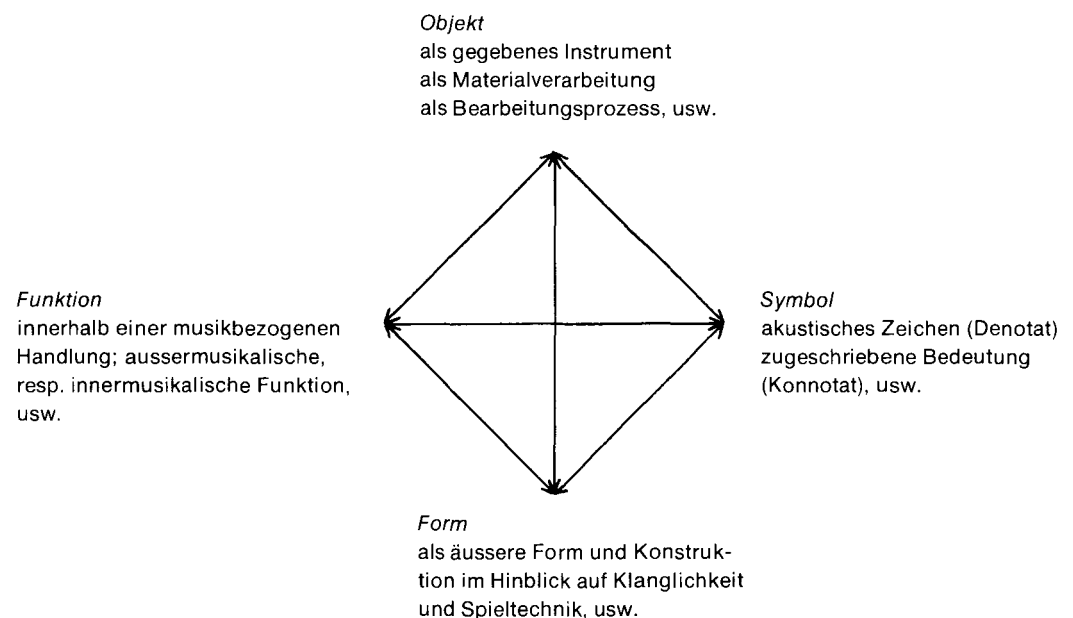 Objekt
als gegebenes Instrument
als Materialverarbeitung
als Bearbeitungsprozess, usw.
Funktion
innerhalb einer musikbezogenen
Handlung; aussermusikalische,
resp. innermusikalische Funktion,
usw.
Symbol
akustisches Zeichen (Denotat)
zugeschriebene Bedeutung
(Konnotat), usw.
Form
als äussere Form und Konstruk-
tion im Hinblick auf Klanglichkeit
und Spieltechnik, usw.